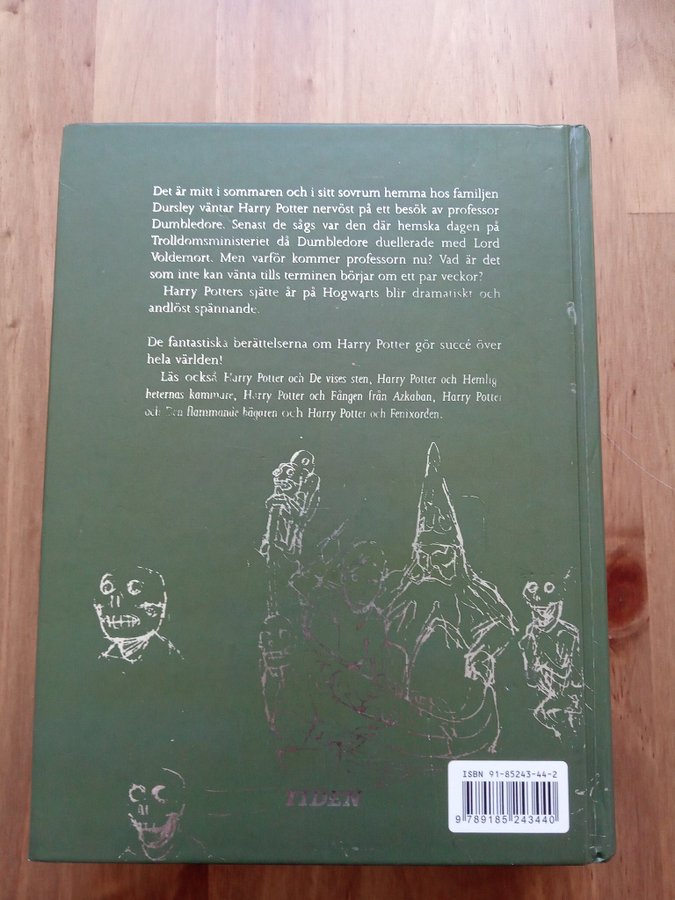 Det är mitt i sommaren och i sitt sovrum hemma hos familjen
Dursley väntar Harry Potter nervöst på ett besök av professor
Dumbledore. Senast de sågs var den där hemska dagen på
Trolldomsministeriet då Dumbledore duellerade med Lord
Voldemort. Men varför kommer professorn nu? Vad är det
som inte kan vänta tills terminen börjar om ett par veckor?
Harry Potters sjätte år på Hogwarts blir dramatiskt och
andlöst spännande.
De fantastiska berättelserna om Harry Potter gör succé över
hela världen!
Läs också Harry Potter och De vises sten, Harry Potter och Hemlig-
heternas kammare, Harry Potter och Fången från Azkaban, Harry Potter
och Den flammande bägaren och Harry Potter och Fenixorden.
TIDEN
ISBN 91-85243-44-2
9 789185 243440